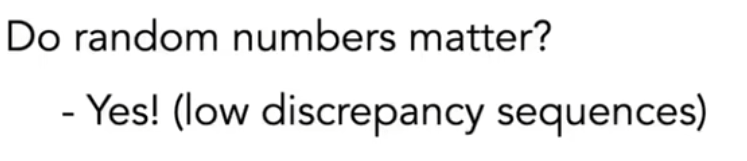 Do random numbers matter?
- Yes! (low discrepancy sequences)